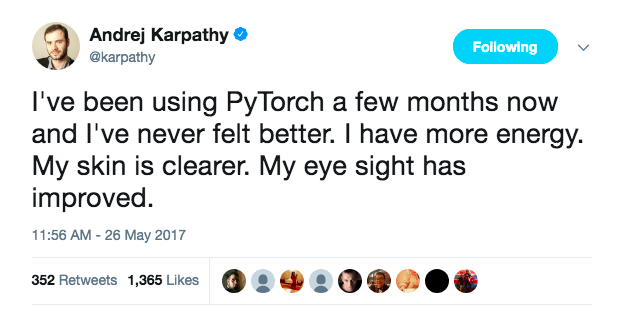 Andrej Karpathy
@karpathy
Following
I've been using PyTorch a few months now
and I've never felt better. I have more energy.
My skin is clearer. My eye sight has
improved.
11:56 AM - 26 May 2017
352 Retweets 1,365 Likes